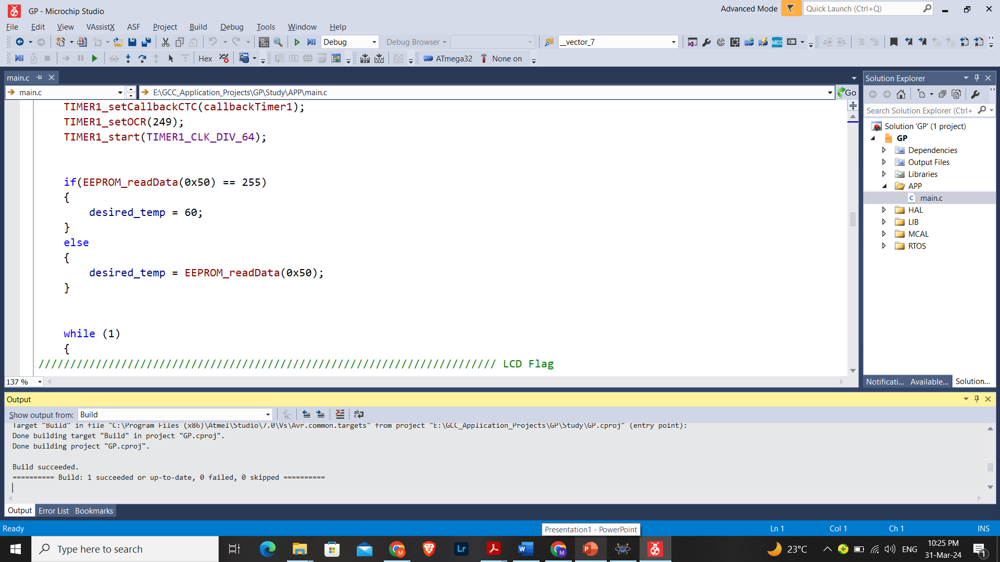 GP - Microchip Studio
Advanced Mode
Quick Launch (Ctrl+Q)
File Edit View VAssistX ASF Project Build Debug Tools Window Help
Debug Debug Browser __vector_7
Hex ATmega32 None on
main.c
main.c E:\GCC_Application_Projects\GP\Study\APP\main.c Go
TIMER1_setCallbackCTC(callbackTimer1);
TIMER1_setOCR(249);
TIMER1_start(TIMER1_CLK_DIV_64);
if(EEPROM_readData(0x50) == 255)
{
desired_temp = 60;
}
else
{
desired_temp = EEPROM_readData(0x50);
}
while (1)
{
//////////////////////////////////////////////////////////////////////// LCD Flag
137 %
Solution Explorer
Search Solution Explorer (Ctrl+
Solution 'GP' (1 project)
GP
Dependencies
Output Files
Libraries
APP
main.c
HAL
LIB
MCAL
RTOS
Notificati... Available... Solution...
Output
Show output from: Build
Target "Build" in file "C:\Program Files (x86)\Atmel\Studio\7.0\Vs\Avr.common.targets" from project "E:\GCC_Application_Projects\GP\Study\GP.cproj" (entry point):
Done building target "Build" in project "GP.cproj".
Done building project "GP.cproj".
Build succeeded.
========== Build: 1 succeeded or up-to-date, 0 failed, 0 skipped ==========
Output Error List Bookmarks
Ready Ln 1 Col 1 Ch 1 INS
Presentation1 - PowerPoint
Type here to search
23°C ENG
10:25 PM
31-Mar-24
1